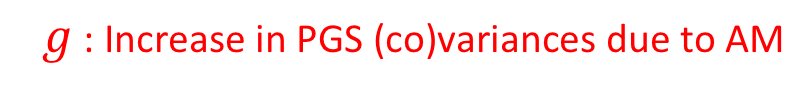 g : Increase in PGS (co)variances due to AM